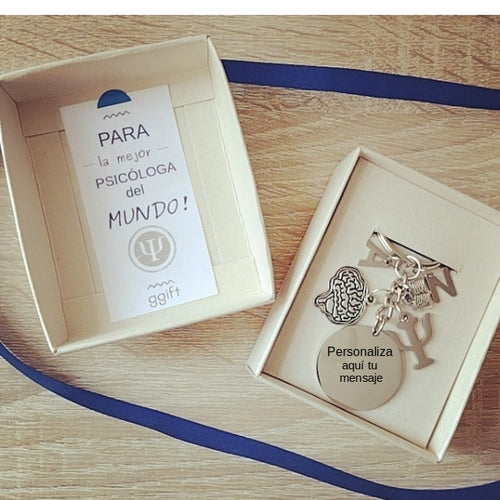 PARA
la mejor
PSICÓLOGA
del
MUNDO!
Ψ
ggift
A
N
Ψ
Personaliza
aquí tu
mensaje